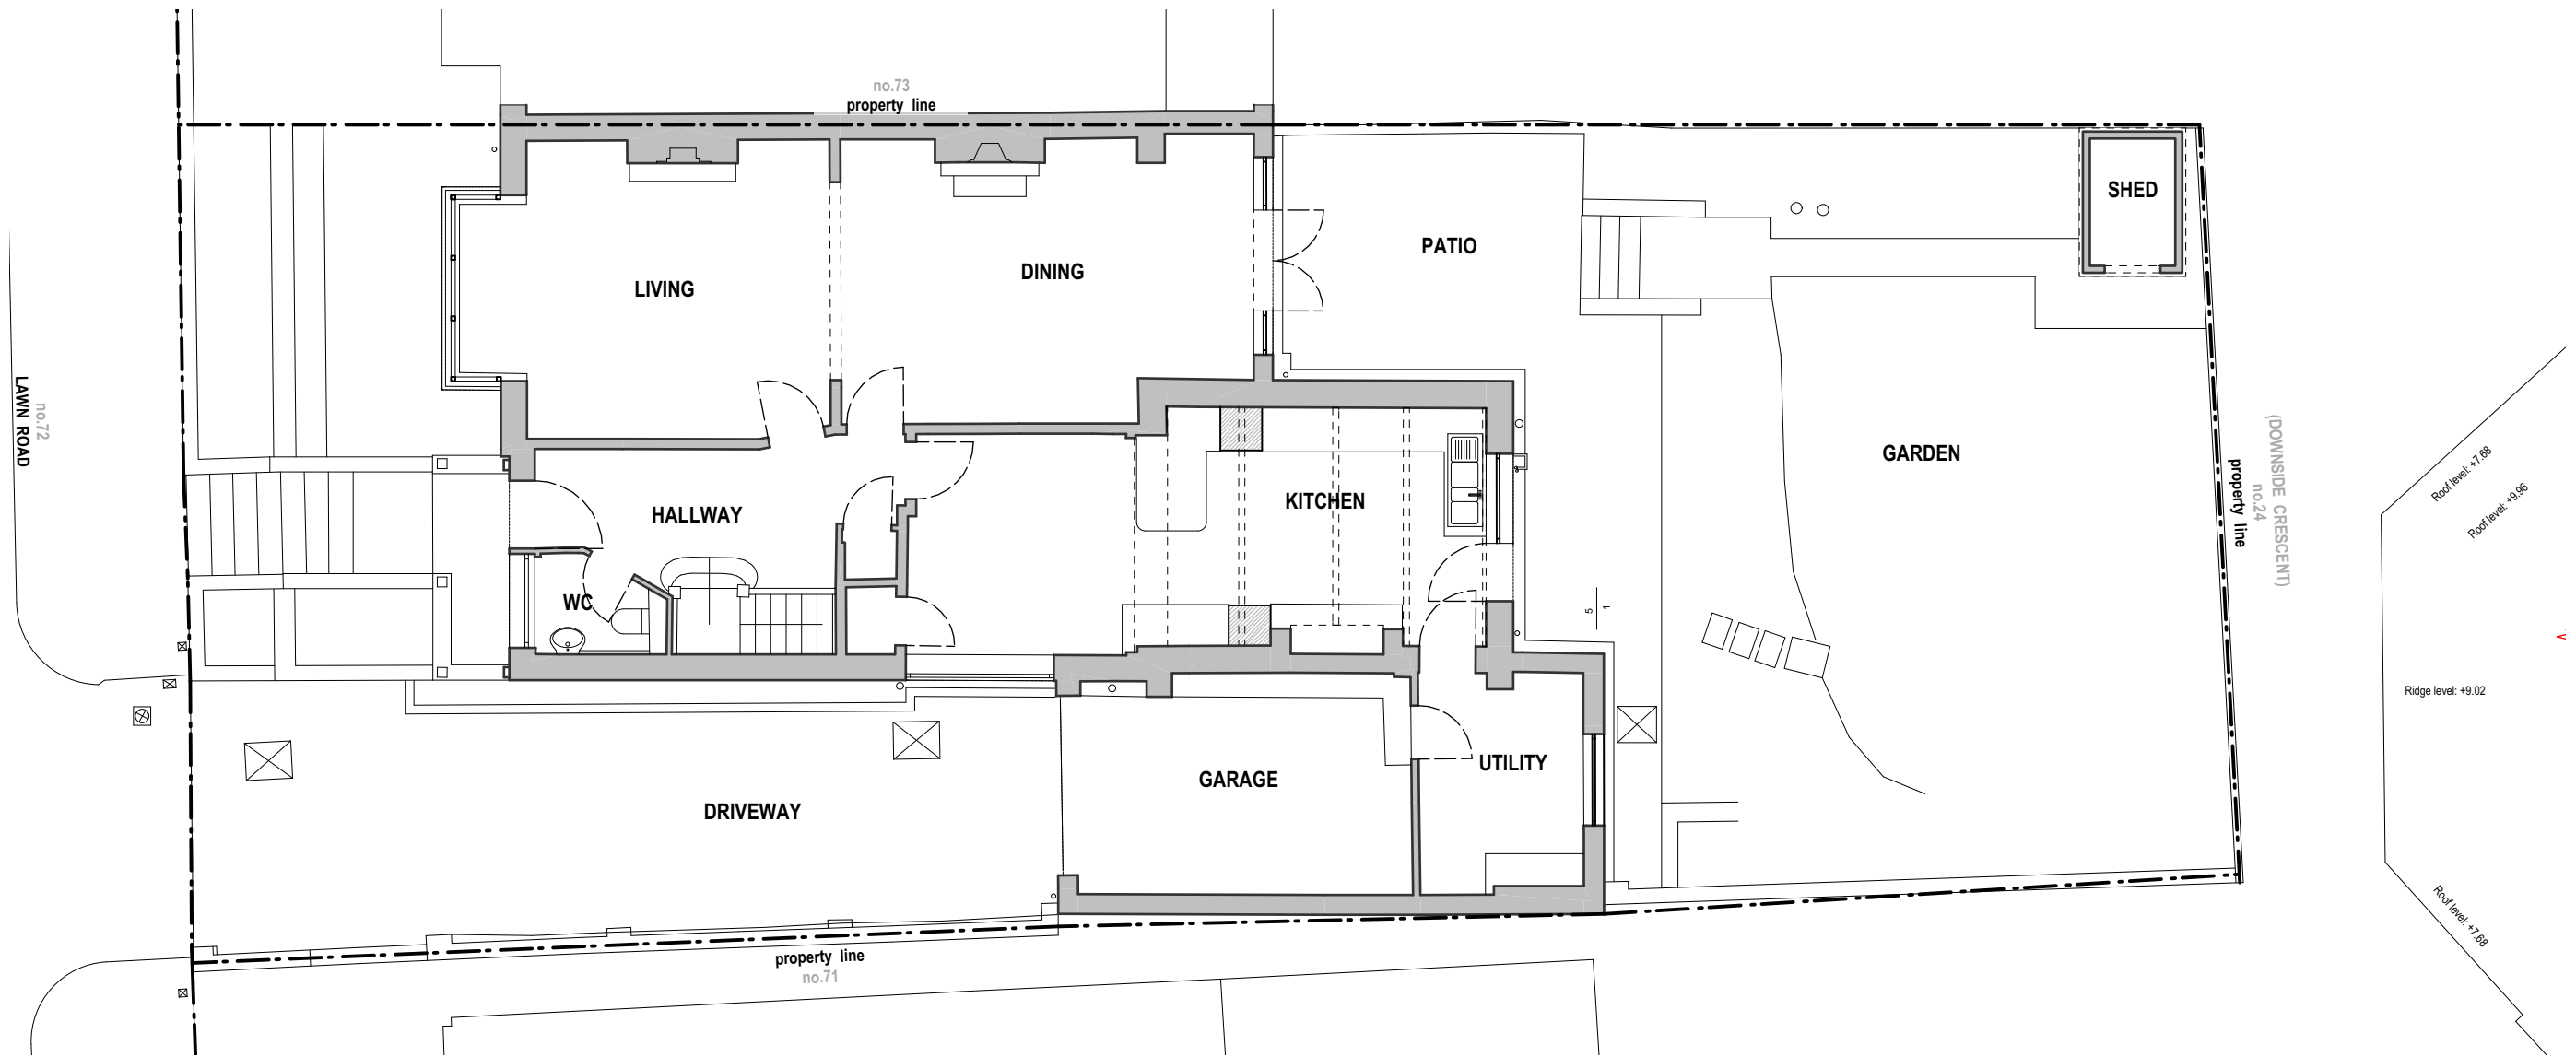 no.73
property line
SHED
PATIO
DINING
LIVING
LAWN ROAD
no.72
GARDEN
(DOWNSIDE CRESCENT)
no.24
property line
Roof level: +7.68
Roof level: +9.96
KITCHEN
HALLWAY
WC
5
1
Ridge level: +9.02
UTILITY
GARAGE
DRIVEWAY
Roof level: +7.68
property line
no.71